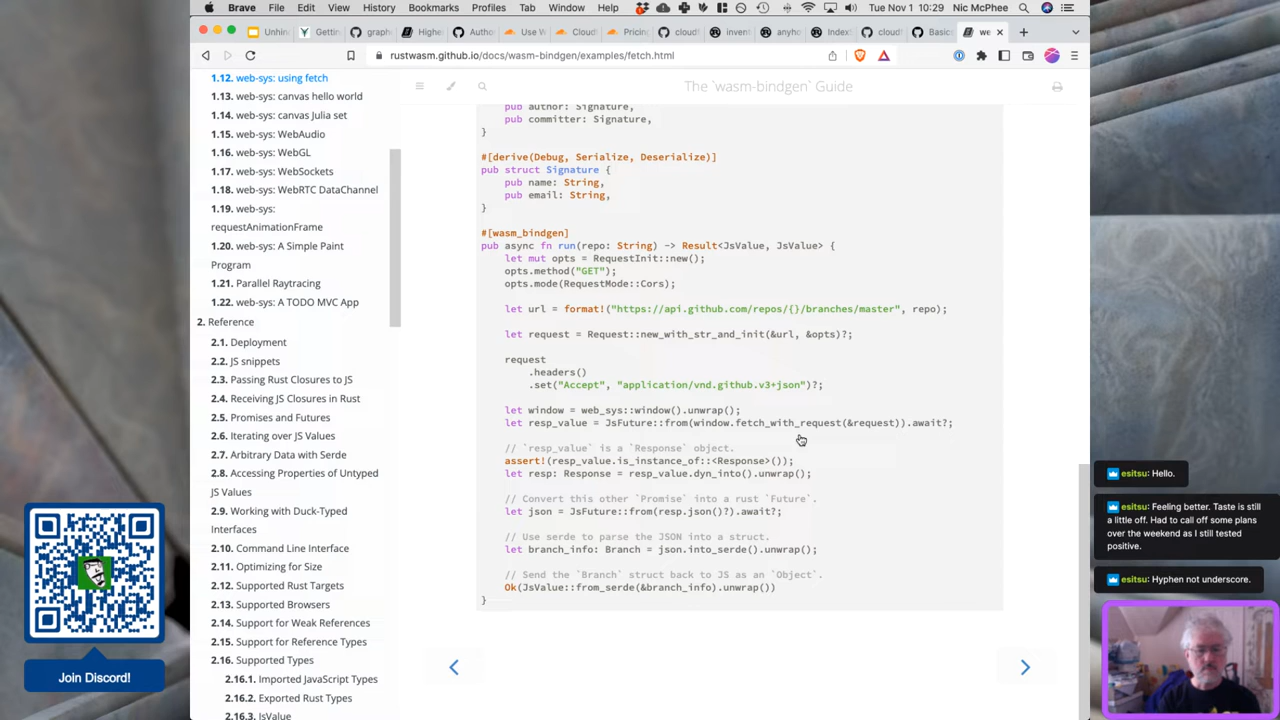 Brave File Edit View History Bookmarks Profiles Tab Window Help
Tue Nov 1 10:29 Nic McPhee
Unhin
Gettin
graph
Higher
Autho
Use W
Cloudf
Pricing
cloudf
invent
anyho
Index
cloudf
Basics
we
rustwasm.github.io/docs/wasm-bindgen/examples/fetch.html
The `wasm-bindgen` Guide
1.12. web-sys: using fetch
1.13. web-sys: canvas hello world
1.14. web-sys: canvas Julia set
1.15. web-sys: WebAudio
1.16. web-sys: WebGL
1.17. web-sys: WebSockets
1.18. web-sys: WebRTC DataChannel
1.19. web-sys:
requestAnimationFrame
1.20. web-sys: A Simple Paint
Program
1.21. Parallel Raytracing
1.22. web-sys: A TODO MVC App
2. Reference
2.1. Deployment
2.2. JS snippets
2.3. Passing Rust Closures to JS
2.4. Receiving JS Closures in Rust
2.5. Promises and Futures
2.6. Iterating over JS Values
2.7. Arbitrary Data with Serde
2.8. Accessing Properties of Untyped
JS Values
2.9. Working with Duck-Typed
Interfaces
2.10. Command Line Interface
2.11. Optimizing for Size
2.12. Supported Rust Targets
2.13. Supported Browsers
2.14. Support for Weak References
2.15. Support for Reference Types
2.16. Supported Types
2.16.1. Imported JavaScript Types
2.16.2. Exported Rust Types
2.16.3. JsValue
pub author: Signature,
pub committer: Signature,
}
#[derive(Debug, Serialize, Deserialize)]
pub struct Signature {
pub name: String,
pub email: String,
}
#[wasm_bindgen]
pub async fn run(repo: String) -> Result<JsValue, JsValue> {
let mut opts = RequestInit::new();
opts.method("GET");
opts.mode(RequestMode::Cors);
let url = format!("https://api.github.com/repos/{}/branches/master", repo);
let request = Request::new_with_str_and_init(&url, &opts)?;
request
.headers()
.set("Accept", "application/vnd.github.v3+json")?;
let window = web_sys::window().unwrap();
let resp_value = JsFuture::from(window.fetch_with_request(&request)).await?;
// `resp_value` is a `Response` object.
assert!(resp_value.is_instance_of::<Response>());
let resp: Response = resp_value.dyn_into().unwrap();
// Convert this other `Promise` into a rust `Future`.
let json = JsFuture::from(resp.json()?).await?;
// Use serde to parse the JSON into a struct.
let branch_info: Branch = json.into_serde().unwrap();
// Send the `Branch` struct back to JS as an `Object`.
Ok(JsValue::from_serde(&branch_info).unwrap())
}
esitsu: Hello.
esitsu: Feeling better. Taste is still
a little off. Had to call off some plans
over the weekend as I still tested
positive.
esitsu: Hyphen not underscore.
Join Discord!